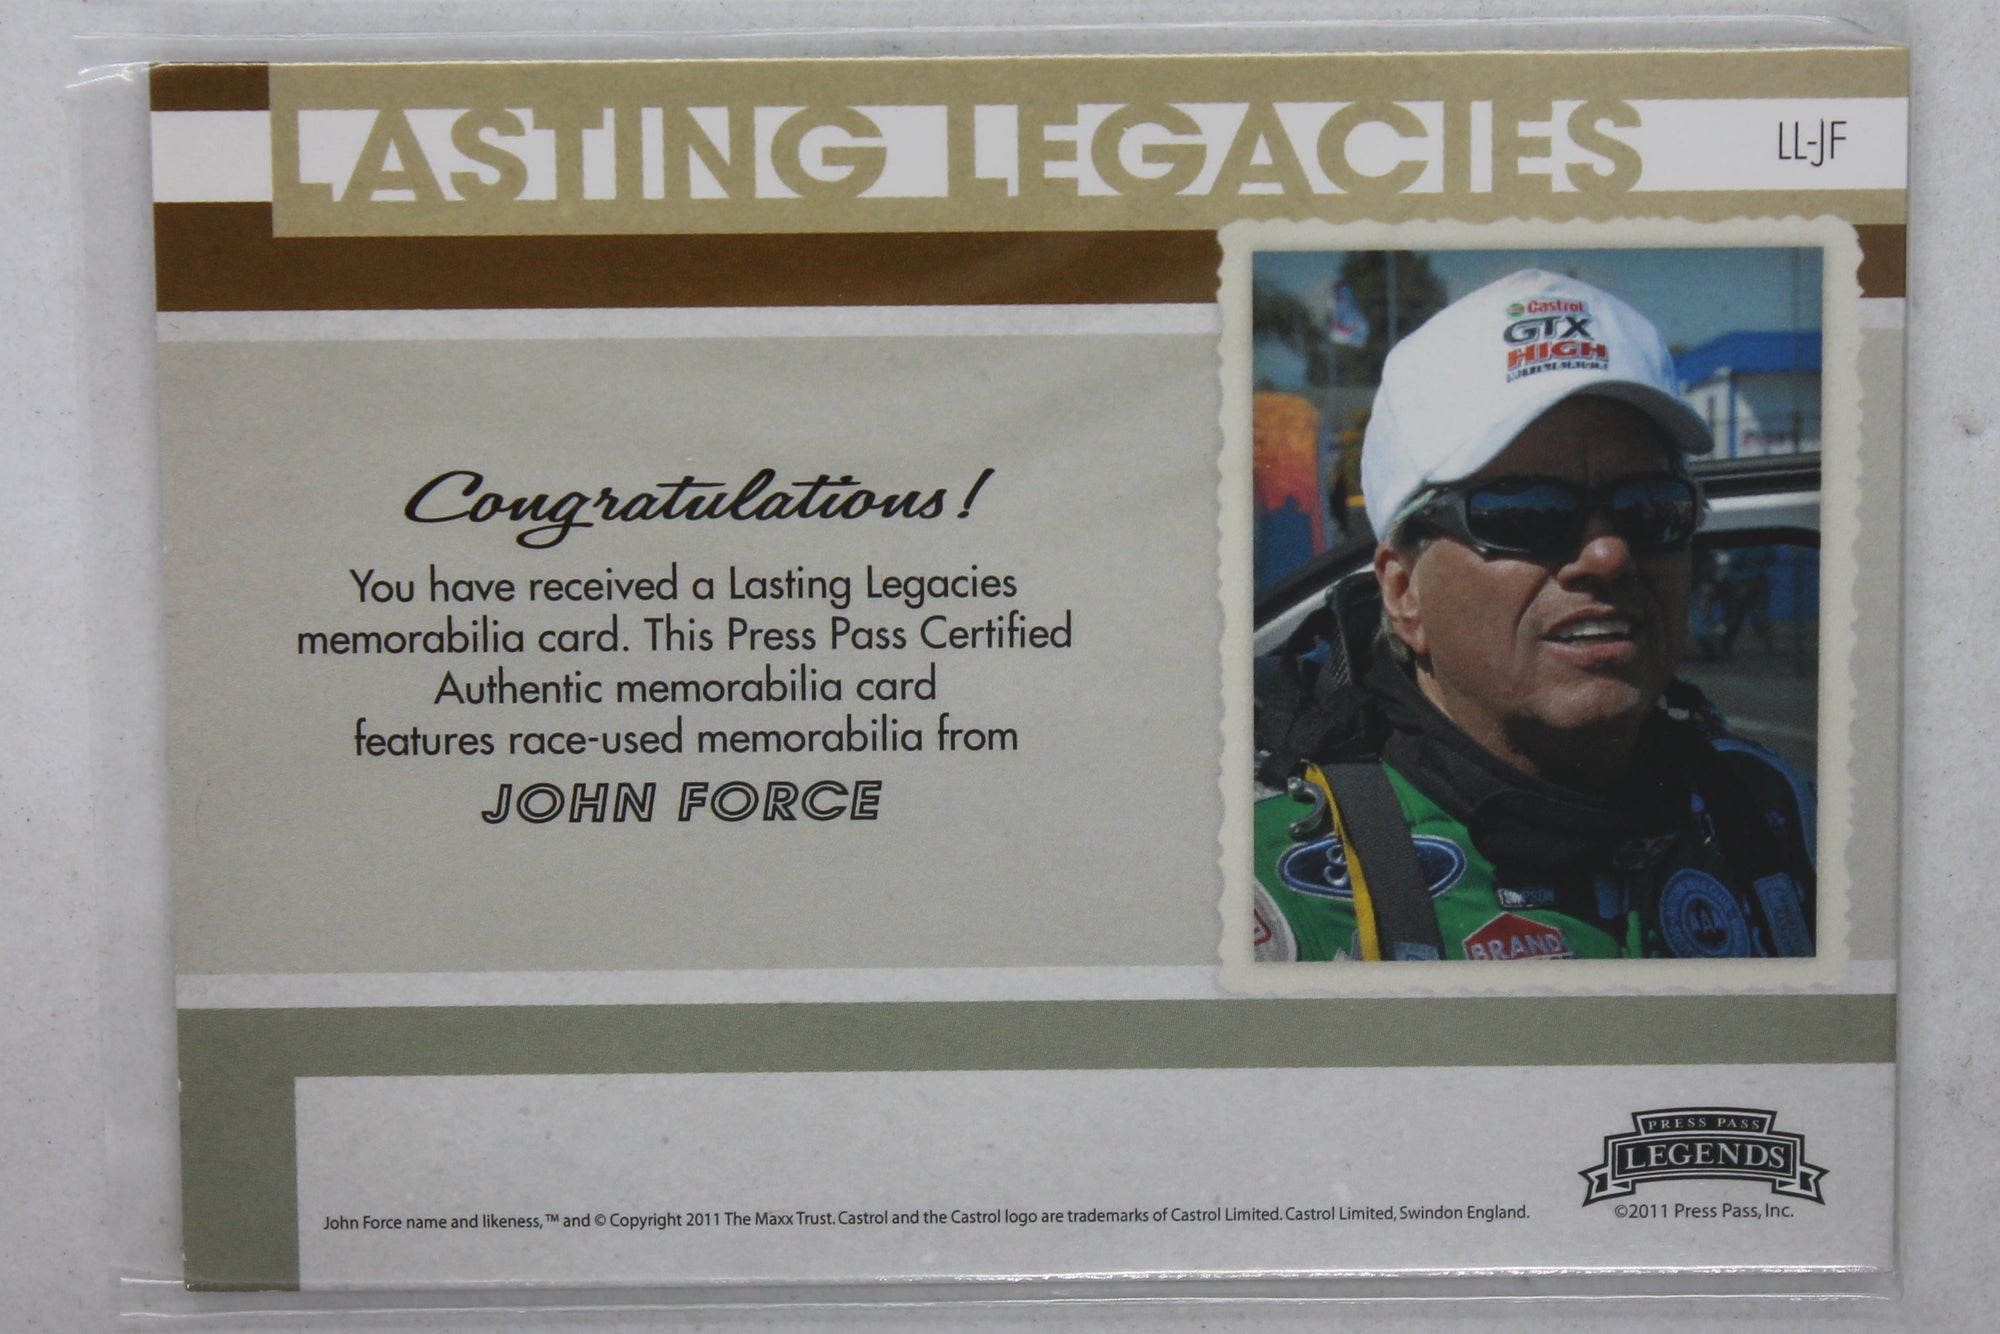 LASTING LEGACIES
LL-JF
Castrol
GTX
HIGH
Congratulations!
You have received a Lasting Legacies
memorabilia card. This Press Pass Certified
Authentic memorabilia card
features race-used memorabilia from
JOHN FORCE
SIMPSON
BRAND
AAA
PRESS PASS
LEGENDS
©2011 Press Pass, Inc.
John Force name and likeness,™ and © Copyright 2011 The Maxx Trust. Castrol and the Castrol logo are trademarks of Castrol Limited. Castrol Limited, Swindon England.